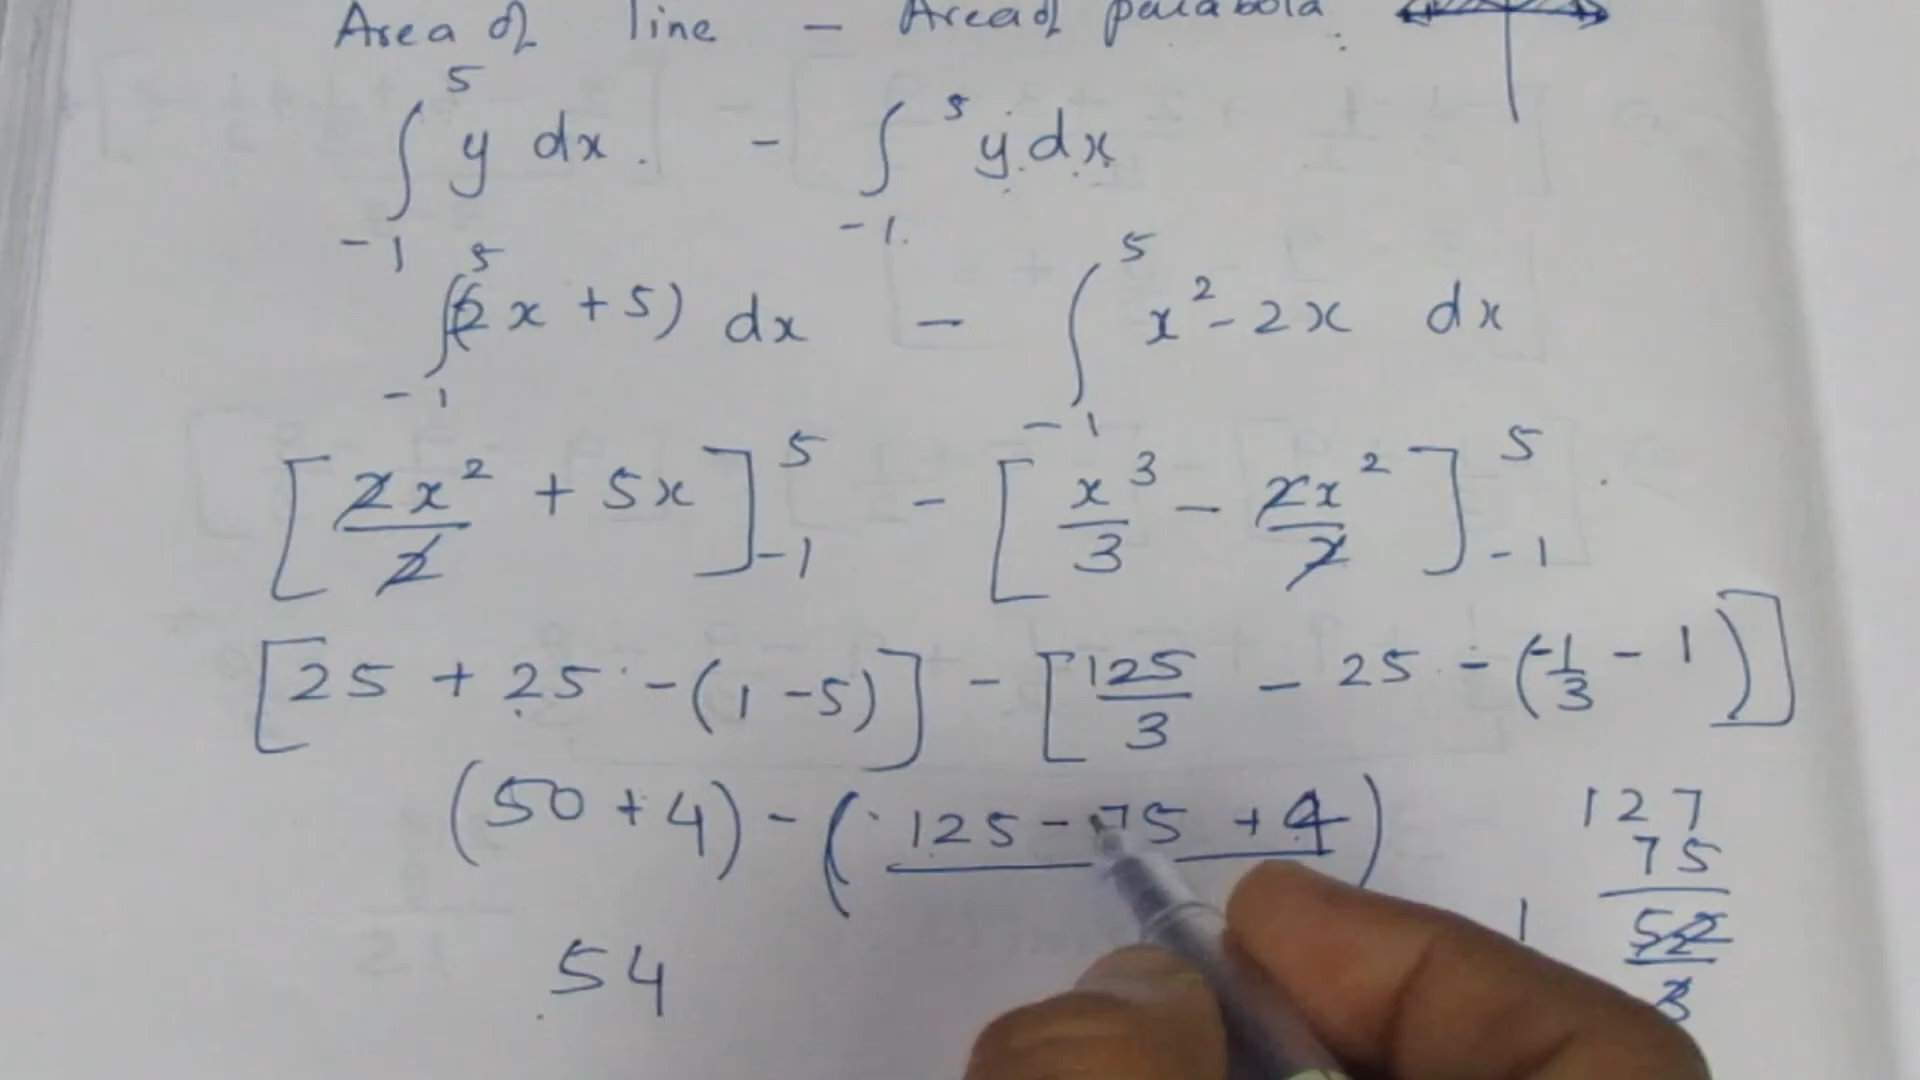 Area of line - Area of parabola
∫_{-1}^{5} y dx. - ∫_{-1}^{5} y dx
∫_{-1}^{5} (2x + 5) dx - ∫_{-1}^{5} x² - 2x dx
[2x²/2 + 5x]_{-1}^{5} - [x³/3 - 2x²/2]_{-1}^{5}
[25 + 25 - (1 - 5)] - [125/3 - 25 - (-1/3 - 1)]
(50 + 4) - (125 - 75 + 4)
54
127
75
52
3